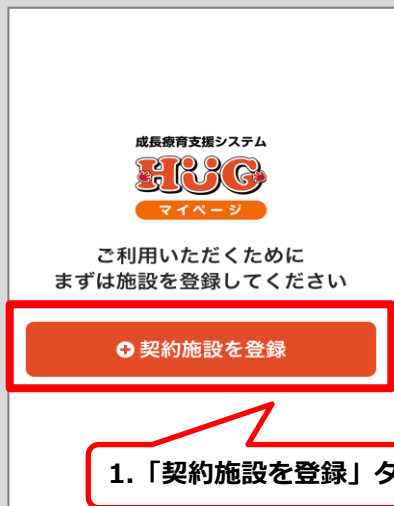 成長療育支援システム
HUG
マイページ
ご利用いただくために
まずは施設を登録してください
契約施設を登録
1.「契約施設を登録」タ